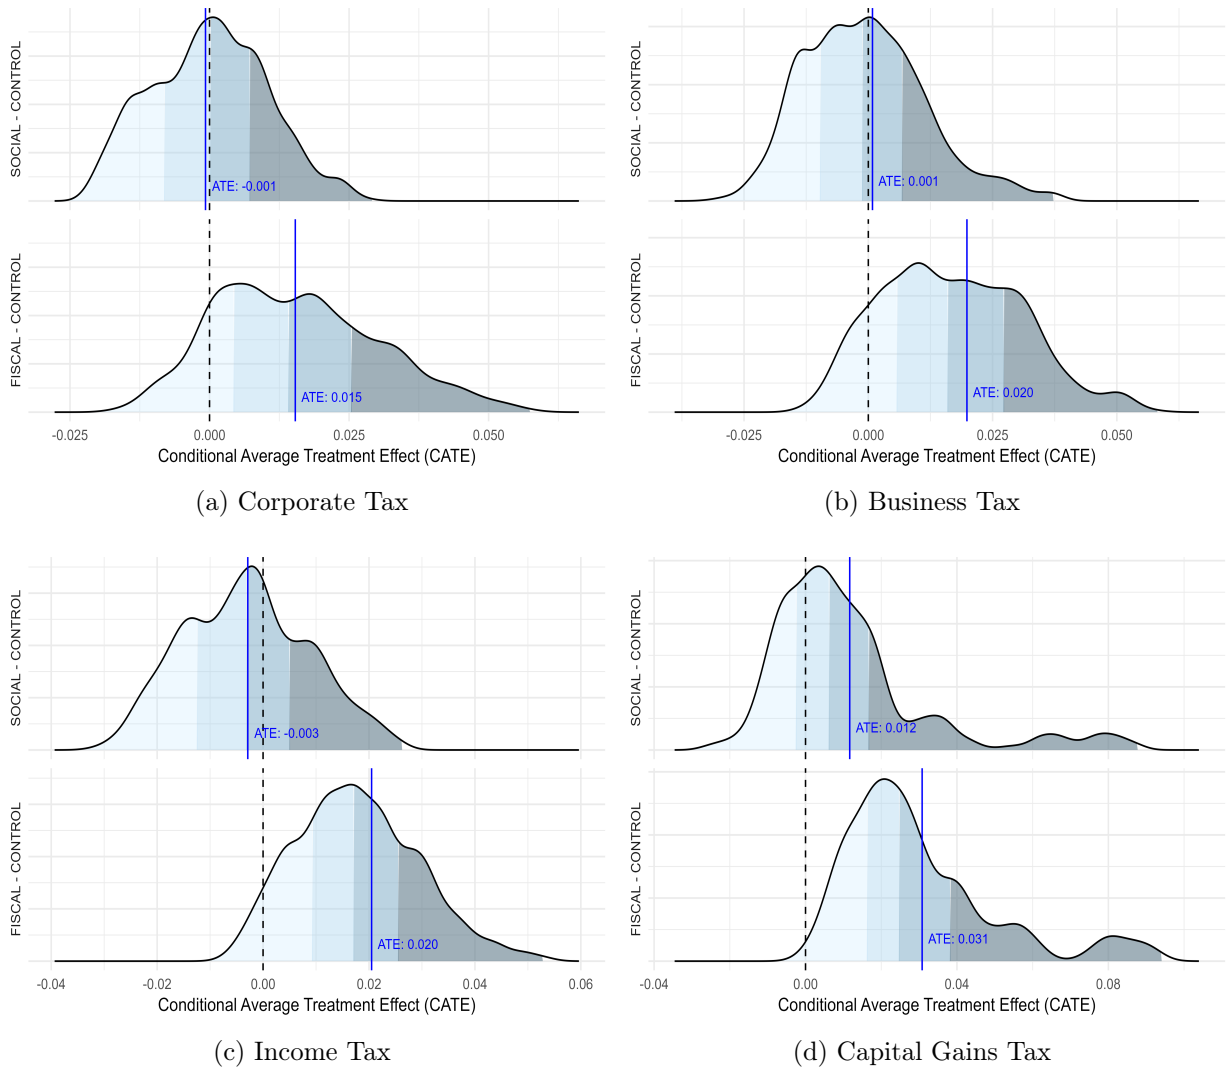 SOCIAL - CONTROL
ATE: -0.001
FISCAL - CONTROL
ATE: 0.015
-0.025 0.000 0.025 0.050
Conditional Average Treatment Effect (CATE)
(a) Corporate Tax
SOCIAL - CONTROL
ATE: 0.001
FISCAL - CONTROL
ATE: 0.020
-0.025 0.000 0.025 0.050
Conditional Average Treatment Effect (CATE)
(b) Business Tax
SOCIAL - CONTROL
ATE: -0.003
FISCAL - CONTROL
ATE: 0.020
-0.04 -0.02 0.00 0.02 0.04 0.06
Conditional Average Treatment Effect (CATE)
(c) Income Tax
SOCIAL - CONTROL
ATE: 0.012
FISCAL - CONTROL
ATE: 0.031
-0.04 0.00 0.04 0.08
Conditional Average Treatment Effect (CATE)
(d) Capital Gains Tax